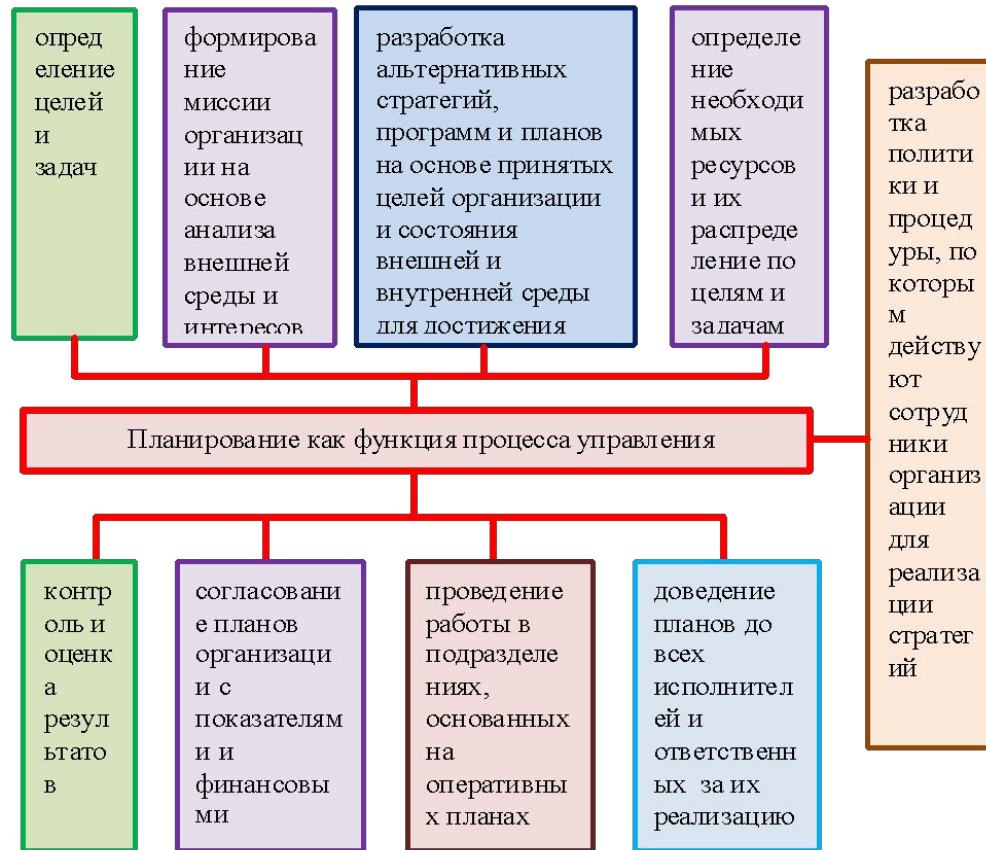 опред
еление
целей
и
задач
формирова
ние
миссии
организац
ии на
основе
анализа
внешней
среды и
интересов
разработка
альтернативных
стратегий,
программ и планов
на основе принятых
целей организации
и состояния
внешней и
внутренней среды
для достижения
определе
ние
необходи
мых
ресурсов
и их
распреде
ление по
целям и
задачам
разрабо
тка
полити
ки и
процед
уры, по
которы
м
действу
ют
сотруд
ники
организ
ации
для
реализа
ции
стратег
ий
Планирование как функция процесса управления
контр
оль и
оценк
а
резул
ьтато
в
согласовани
е планов
организаци
и с
показателям
и и
финансовы
ми
проведение
работы в
подразделе
ниях,
основанных
на
оперативны
х планах
доведение
планов до
всех
исполнител
ей и
ответственн
ых за их
реализацию